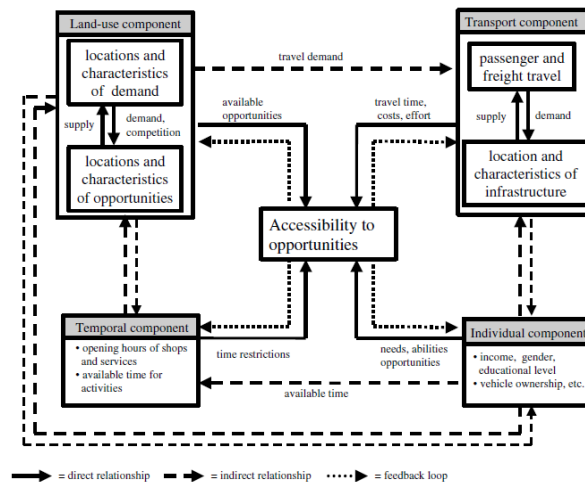 Land-use component
locations and
characteristics
of demand
supply
demand,
competition
locations and
characteristics
of opportunities
travel demand
available
opportunities
travel time,
costs, effort
Transport component
passenger and
freight travel
supply
demand
location and
characteristics of
infrastructure
Accessibility to
opportunities
Temporal component
• opening hours of shops
and services
• available time for
activities
time restrictions
needs, abilities
opportunities
available time
Individual component
• income, gender,
educational level
• vehicle ownership, etc.
= direct relationship
= indirect relationship
= feedback loop